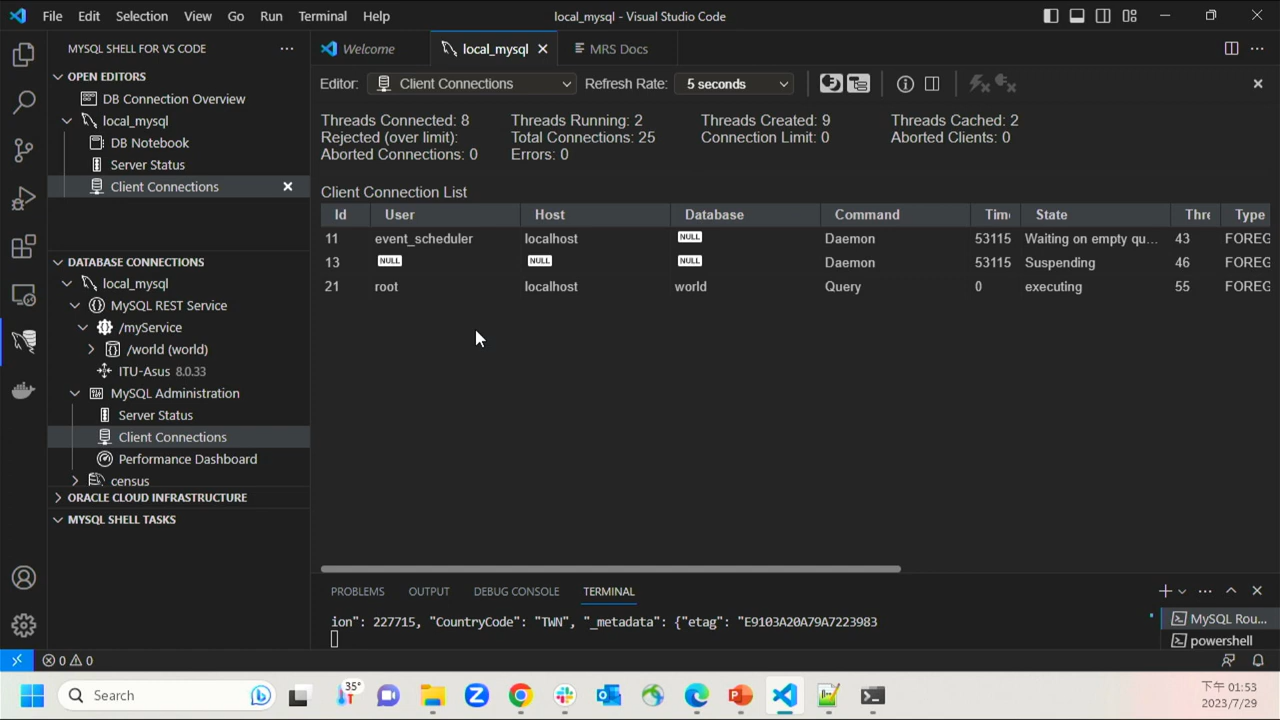 File Edit Selection View Go Run Terminal Help
local_mysql - Visual Studio Code
MYSQL SHELL FOR VS CODE
OPEN EDITORS
DB Connection Overview
local_mysql
DB Notebook
Server Status
Client Connections
DATABASE CONNECTIONS
local_mysql
MySQL REST Service
/myService
/world (world)
ITU-Asus 8.0.33
MySQL Administration
Server Status
Client Connections
Performance Dashboard
census
ORACLE CLOUD INFRASTRUCTURE
MYSQL SHELL TASKS
Welcome local_mysql MRS Docs
Editor: Client Connections Refresh Rate: 5 seconds
Threads Connected: 8 Threads Running: 2 Threads Created: 9 Threads Cached: 2
Rejected (over limit): Total Connections: 25 Connection Limit: 0 Aborted Clients: 0
Aborted Connections: 0 Errors: 0
Client Connection List
Id User Host Database Command Tim State Thre Type
11 event_scheduler localhost NULL Daemon 53115 Waiting on empty qu... 43 FOREG
13 NULL NULL NULL Daemon 53115 Suspending 46 FOREG
21 root localhost world Query 0 executing 55 FOREG
PROBLEMS OUTPUT DEBUG CONSOLE TERMINAL
ion": 227715, "CountryCode": "TWN", "_metadata": {"etag": "E9103A20A79A7223983
MySQL Rou...
powershell
0 0
Search
35°
下午 01:53
2023/7/29